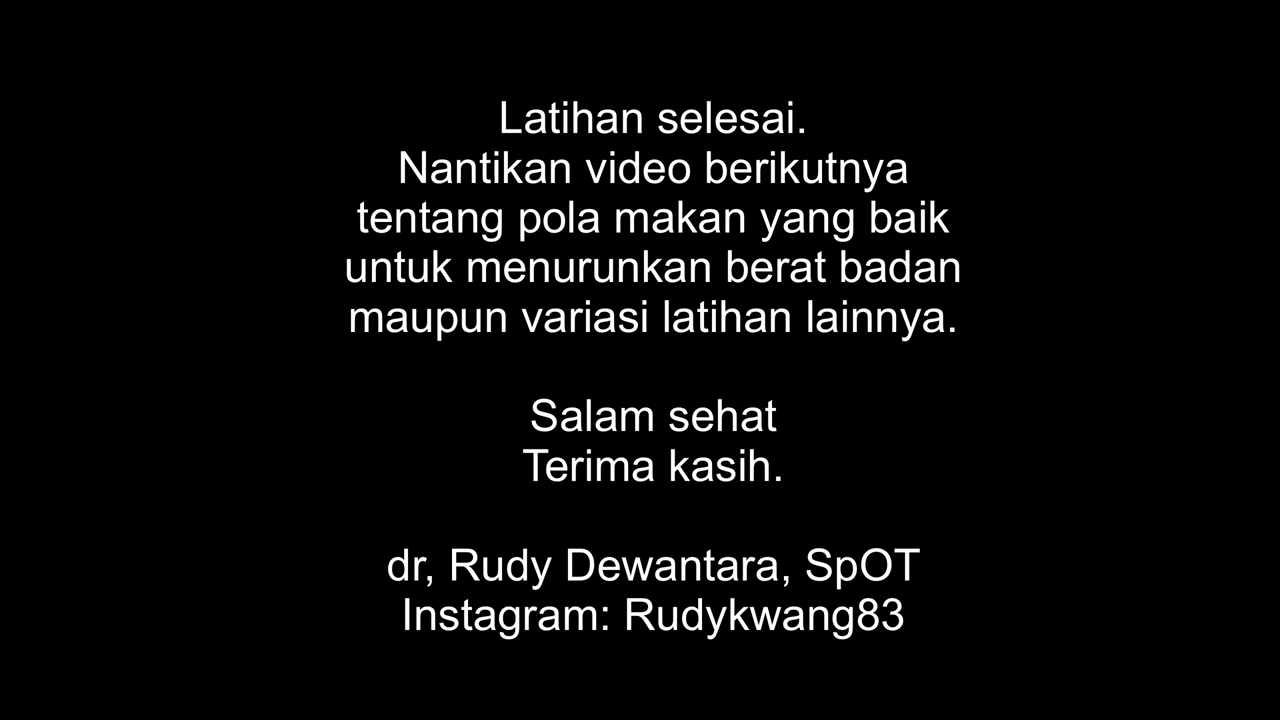 Latihan selesai.
Nantikan video berikutnya
tentang pola makan yang baik
untuk menurunkan berat badan
maupun variasi latihan lainnya.
Salam sehat
Terima kasih.
dr, Rudy Dewantara, SpOT
Instagram: Rudykwang83